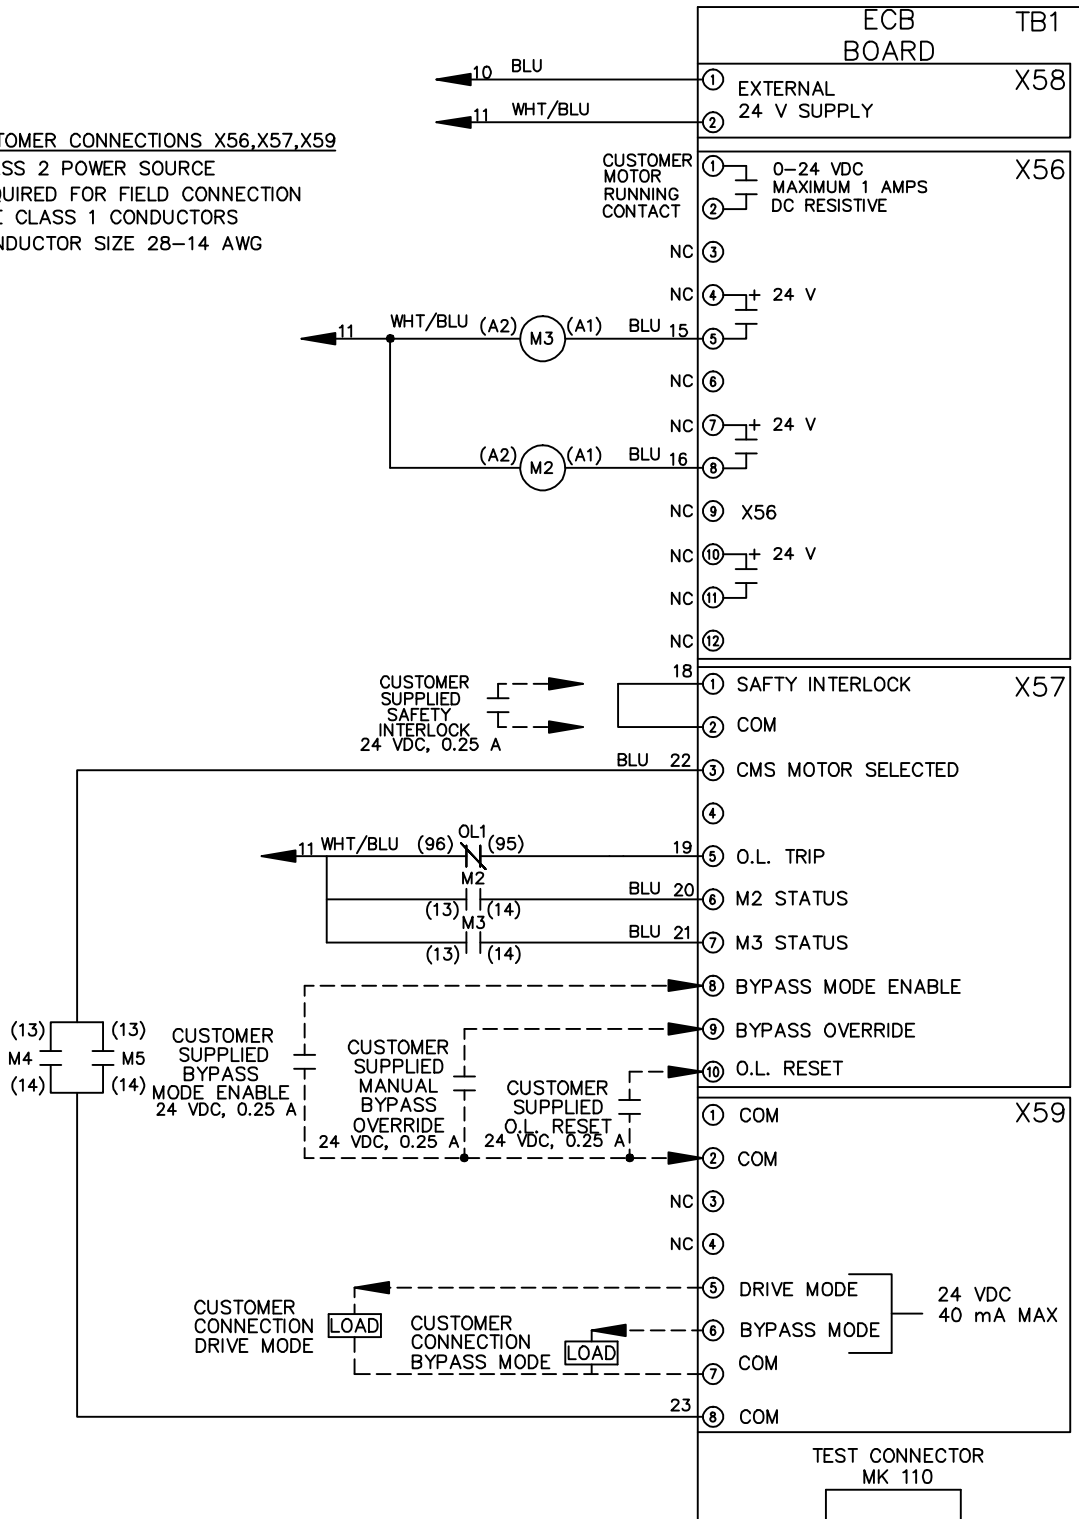 ECB TB1
BOARD
10 BLU
① EXTERNAL X58
11 WHT/BLU
② 24 V SUPPLY
TOMER CONNECTIONS X56,X57,X59
SS 2 POWER SOURCE
QUIRED FOR FIELD CONNECTION
E CLASS 1 CONDUCTORS
NDUCTOR SIZE 28-14 AWG
CUSTOMER
MOTOR
RUNNING
CONTACT
① 0-24 VDC X56
MAXIMUM 1 AMPS
② DC RESISTIVE
NC ③
NC ④ + 24 V
11 WHT/BLU (A2) M3 (A1) BLU 15 ⑤
NC ⑥
NC ⑦ + 24 V
(A2) M2 (A1) BLU 16 ⑧
NC ⑨ X56
NC ⑩ + 24 V
NC ⑪
NC ⑫
CUSTOMER
SUPPLIED
SAFETY
INTERLOCK
24 VDC, 0.25 A
18 ① SAFTY INTERLOCK X57
② COM
BLU 22 ③ CMS MOTOR SELECTED
④
11 WHT/BLU (96) OL1 (95) 19 ⑤ O.L. TRIP
M2
(13) (14) BLU 20 ⑥ M2 STATUS
M3
(13) (14) BLU 21 ⑦ M3 STATUS
⑧ BYPASS MODE ENABLE
⑨ BYPASS OVERRIDE
⑩ O.L. RESET
(13) (13)
M4 M5
(14) (14)
CUSTOMER
SUPPLIED
BYPASS
MODE ENABLE
24 VDC, 0.25 A
CUSTOMER
SUPPLIED
MANUAL
BYPASS
OVERRIDE
24 VDC, 0.25 A
CUSTOMER
SUPPLIED
O.L. RESET
24 VDC, 0.25 A
① COM X59
② COM
NC ③
NC ④
⑤ DRIVE MODE
⑥ BYPASS MODE
24 VDC
40 mA MAX
CUSTOMER
CONNECTION
DRIVE MODE
LOAD
CUSTOMER
CONNECTION
BYPASS MODE
LOAD
⑦ COM
23 ⑧ COM
TEST CONNECTOR
MK 110